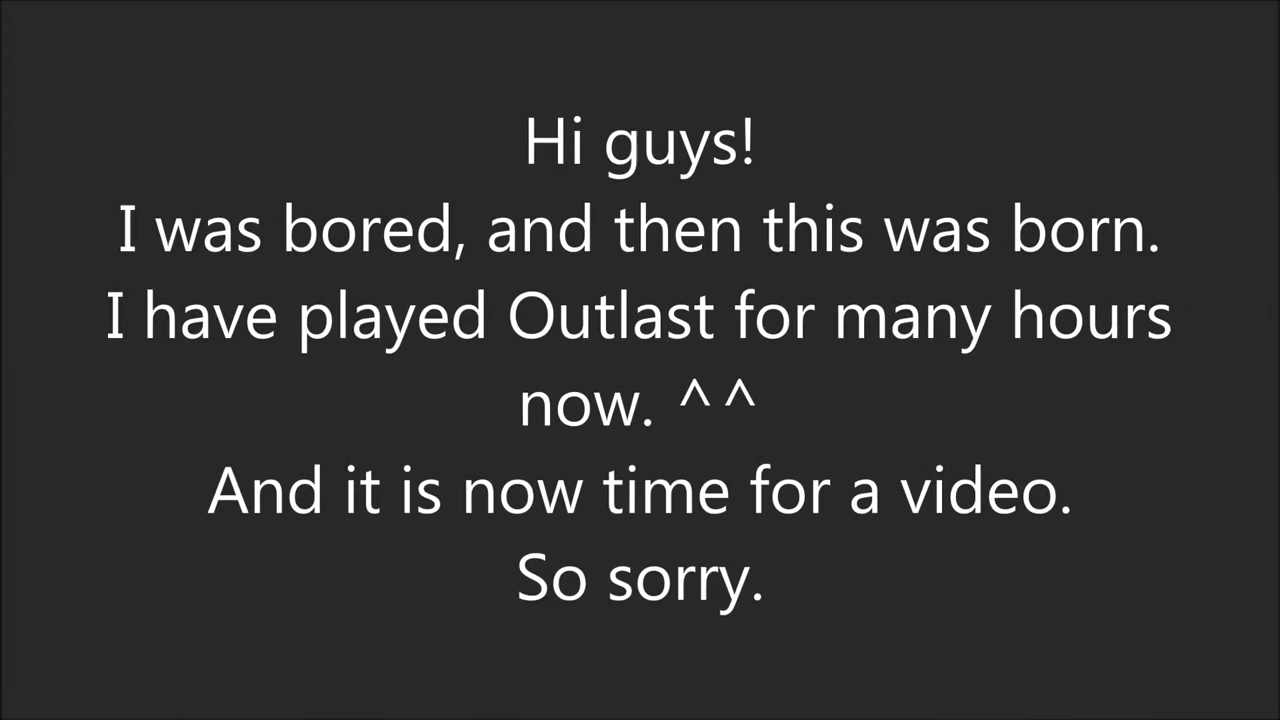 Hi guys!
I was bored, and then this was born.
I have played Outlast for many hours
now. ^^
And it is now time for a video.
So sorry.